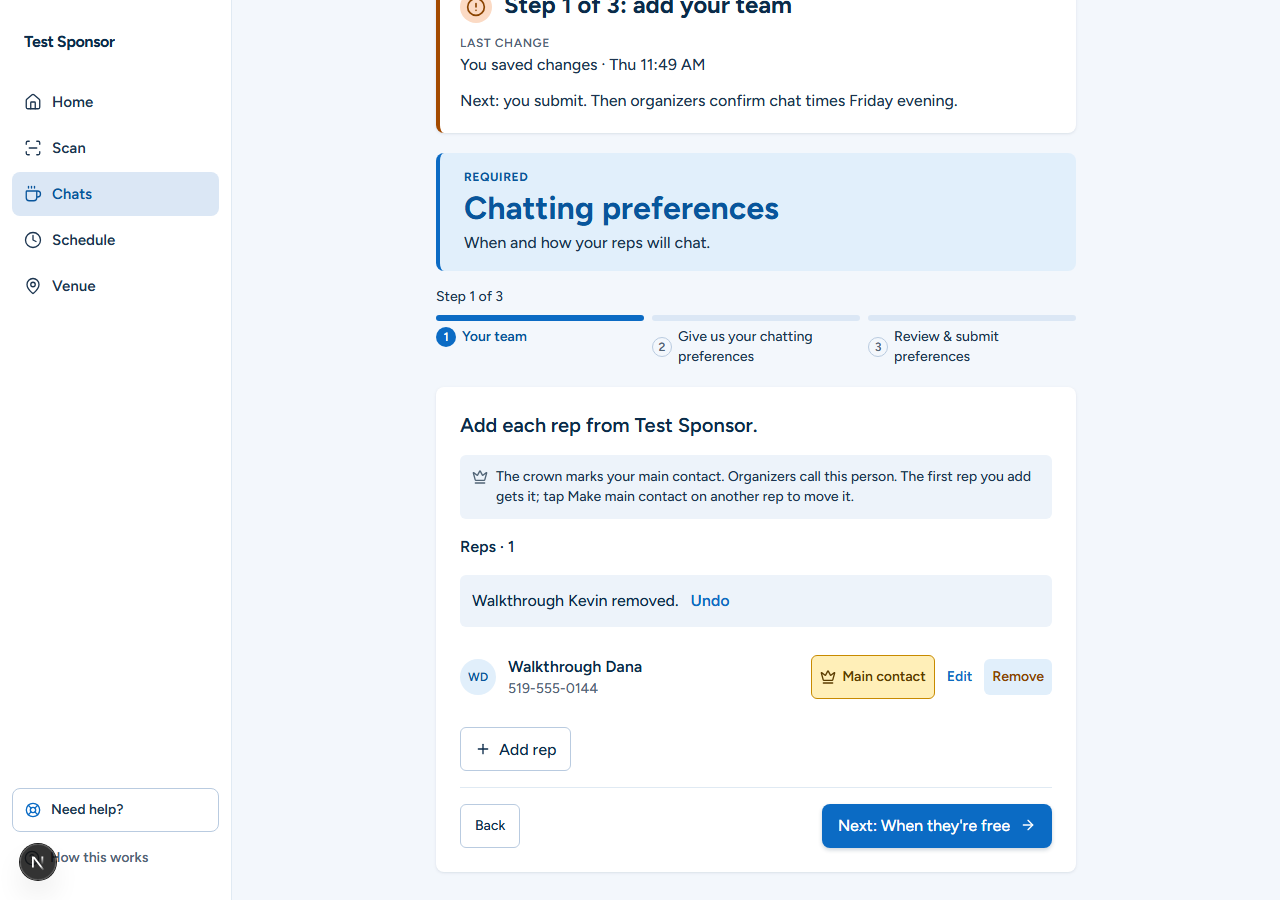 Test Sponsor
Home
Scan
Chats
Schedule
Venue
Need help?
How this works
N
Step 1 of 3: add your team
LAST CHANGE
You saved changes · Thu 11:49 AM
Next: you submit. Then organizers confirm chat times Friday evening.
REQUIRED
Chatting preferences
When and how your reps will chat.
Step 1 of 3
1 Your team
2 Give us your chatting
preferences
3 Review & submit
preferences
Add each rep from Test Sponsor.
The crown marks your main contact. Organizers call this person. The first rep you add
gets it; tap Make main contact on another rep to move it.
Reps · 1
Walkthrough Kevin removed. Undo
WD
Walkthrough Dana
519-555-0144
Main contact
Edit
Remove
+ Add rep
Back
Next: When they're free →